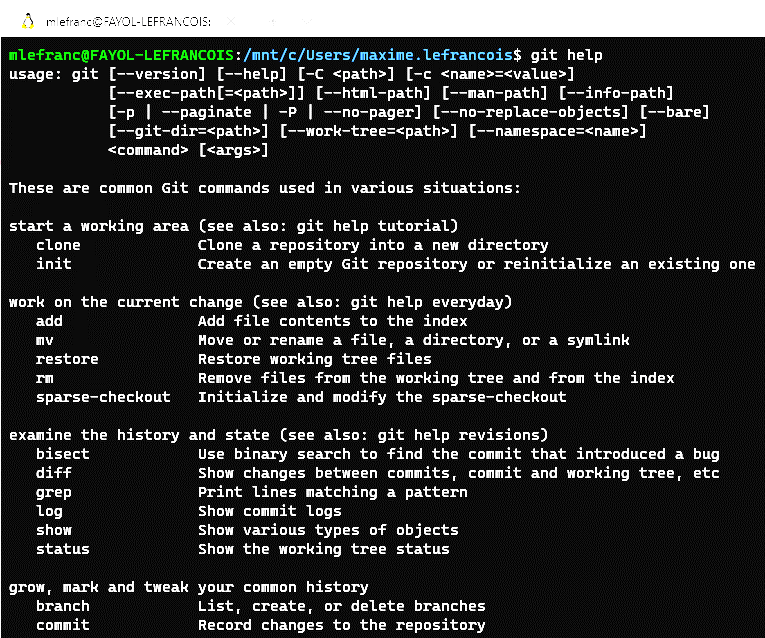 mlefranc@FAYOL-LEFRANCOIS:
mlefranc@FAYOL-LEFRANCOIS:/mnt/c/Users/maxime.lefrancois$ git help
usage: git [--version] [--help] [-C <path>] [-c <name>=<value>]
           [--exec-path[=<path>]] [--html-path] [--man-path] [--info-path]
           [-p | --paginate | -P | --no-pager] [--no-replace-objects] [--bare]
           [--git-dir=<path>] [--work-tree=<path>] [--namespace=<name>]
           <command> [<args>]

These are common Git commands used in various situations:

start a working area (see also: git help tutorial)
   clone             Clone a repository into a new directory
   init              Create an empty Git repository or reinitialize an existing one

work on the current change (see also: git help everyday)
   add               Add file contents to the index
   mv                Move or rename a file, a directory, or a symlink
   restore           Restore working tree files
   rm                Remove files from the working tree and from the index
   sparse-checkout   Initialize and modify the sparse-checkout

examine the history and state (see also: git help revisions)
   bisect            Use binary search to find the commit that introduced a bug
   diff              Show changes between commits, commit and working tree, etc
   grep              Print lines matching a pattern
   log               Show commit logs
   show              Show various types of objects
   status            Show the working tree status

grow, mark and tweak your common history
   branch            List, create, or delete branches
   commit            Record changes to the repository